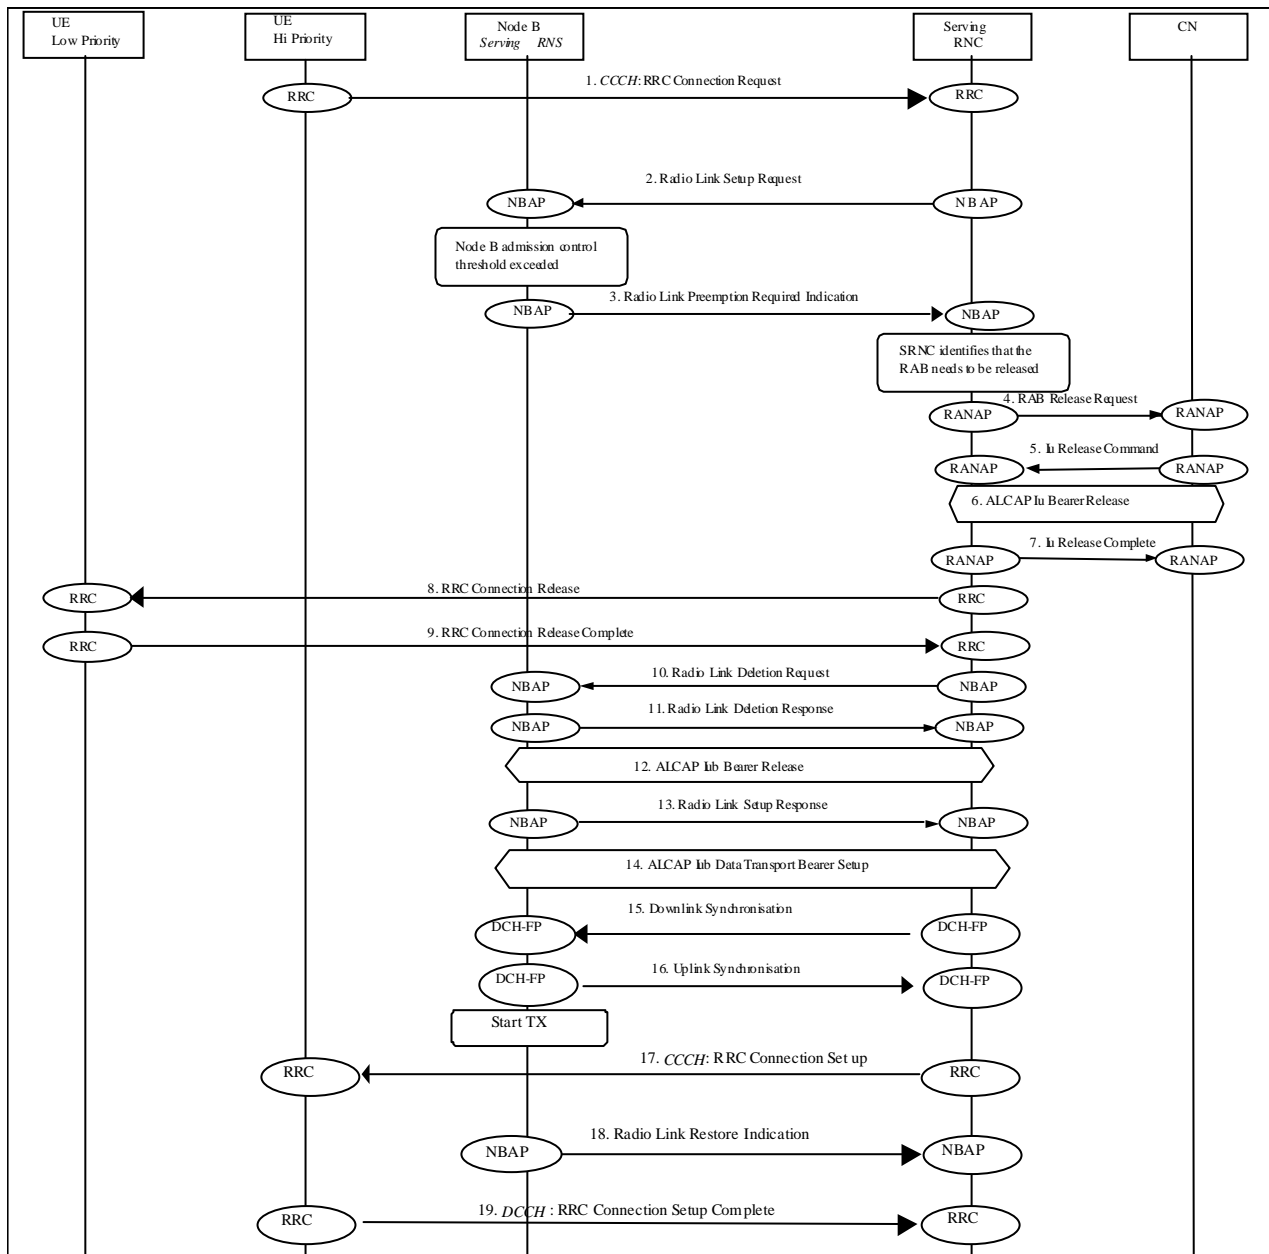 UE
Low Priority
UE
Hi Priority
Node B
Serving RNS
Serving
RNC
CN
1. CCCH: RRC Connection Request
RRC
RRC
2. Radio Link Setup Request
NBAP
NBAP
Node B admission control
threshold exceeded
3. Radio Link Preemption Required Indication
NBAP
NBAP
SRNC identifies that the
RAB needs to be released
4. RAB Release Request
RANAP
RANAP
5. Iu Release Command
RANAP
RANAP
6. ALCAP Iu Bearer Release
7. Iu Release Complete
RANAP
RANAP
8. RRC Connection Release
RRC
RRC
9. RRC Connection Release Complete
RRC
RRC
10. Radio Link Deletion Request
NBAP
NBAP
11. Radio Link Deletion Response
NBAP
NBAP
12. ALCAP Iub Bearer Release
13. Radio Link Setup Response
NBAP
NBAP
14. ALCAP Iub Data Transport Bearer Setup
15. Downlink Synchronisation
DCH-FP
DCH-FP
16. Uplink Synchronisation
DCH-FP
DCH-FP
Start TX
17. CCCH: RRC Connection Set up
RRC
RRC
18. Radio Link Restore Indication
NBAP
NBAP
19. DCCH : RRC Connection Setup Complete
RRC
RRC